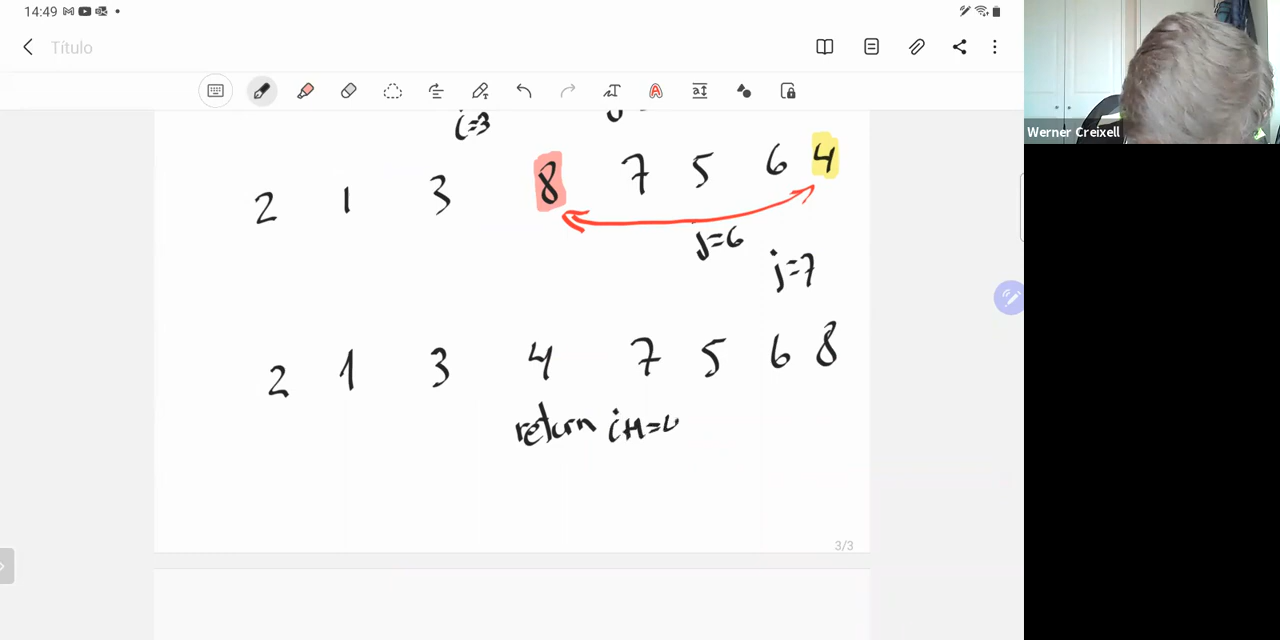 14:49
Título
i=3
2 1 3 8 7 5 6 4
j=6
j=7
2 1 3 4 7 5 6 8
return i+1=4
3/3
Werner Creixell